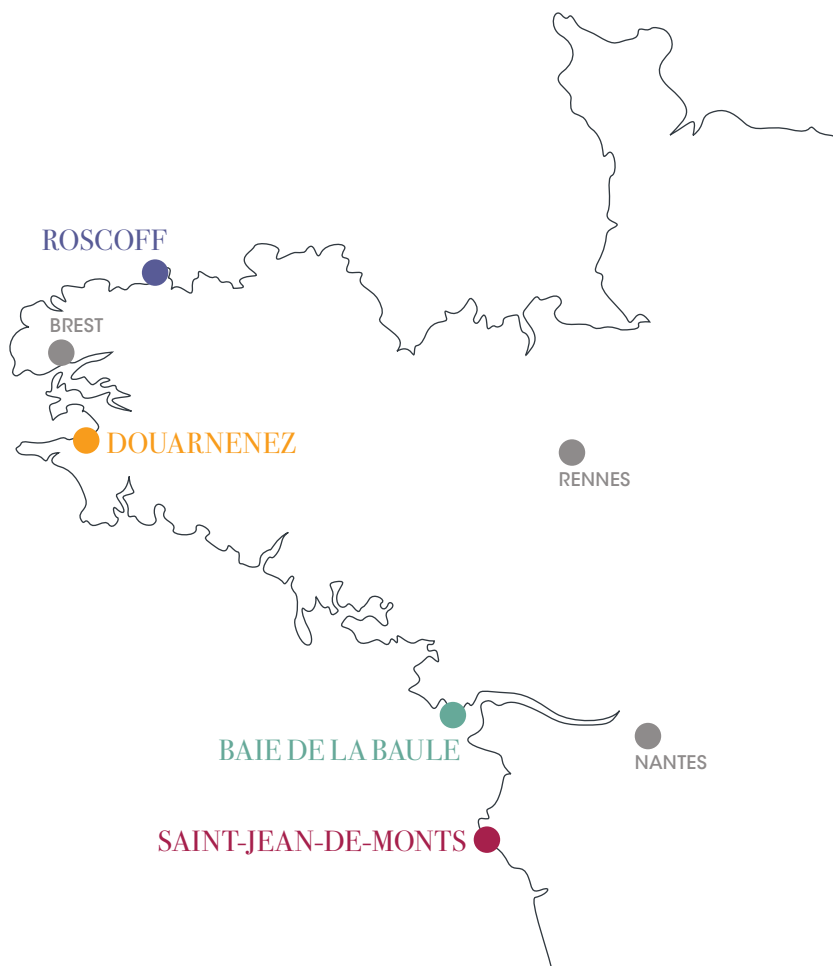 ROSCOFF
BREST
DOUARNENEZ
RENNES
BAIE DE LA BAULE
NANTES
SAINT-JEAN-DE-MONTS